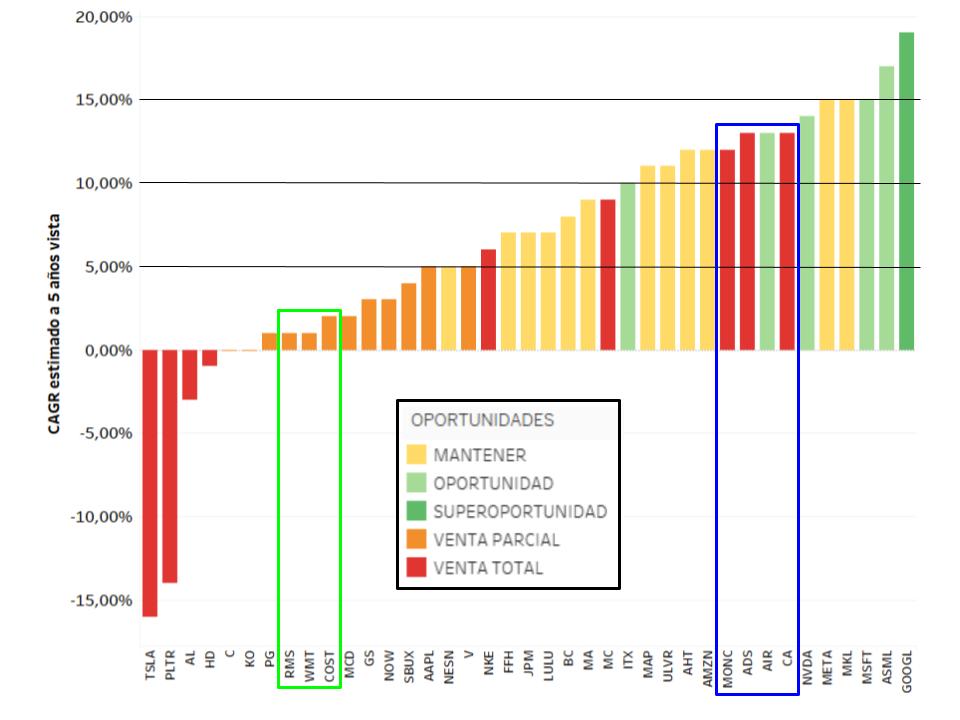 20,00%
15,00%
10,00%
5,00%
0,00%
-5,00%
-10,00%
-15,00%
CAGR estimado a 5 años vista
OPORTUNIDADES
MANTENER
OPORTUNIDAD
SUPEROPORTUNIDAD
VENTA PARCIAL
VENTA TOTAL
TSLA
PLTR
AL
HD
C
KO
PG
RMS
WMT
COST
MCD
GS
NOW
SBUX
AAPL
NESN
V
NKE
FFH
JPM
LULU
BC
MA
MC
ITX
MAP
ULVR
AHT
AMZN
MONC
ADS
AIR
CA
NVDA
META
MKL
MSFT
ASML
GOOGL